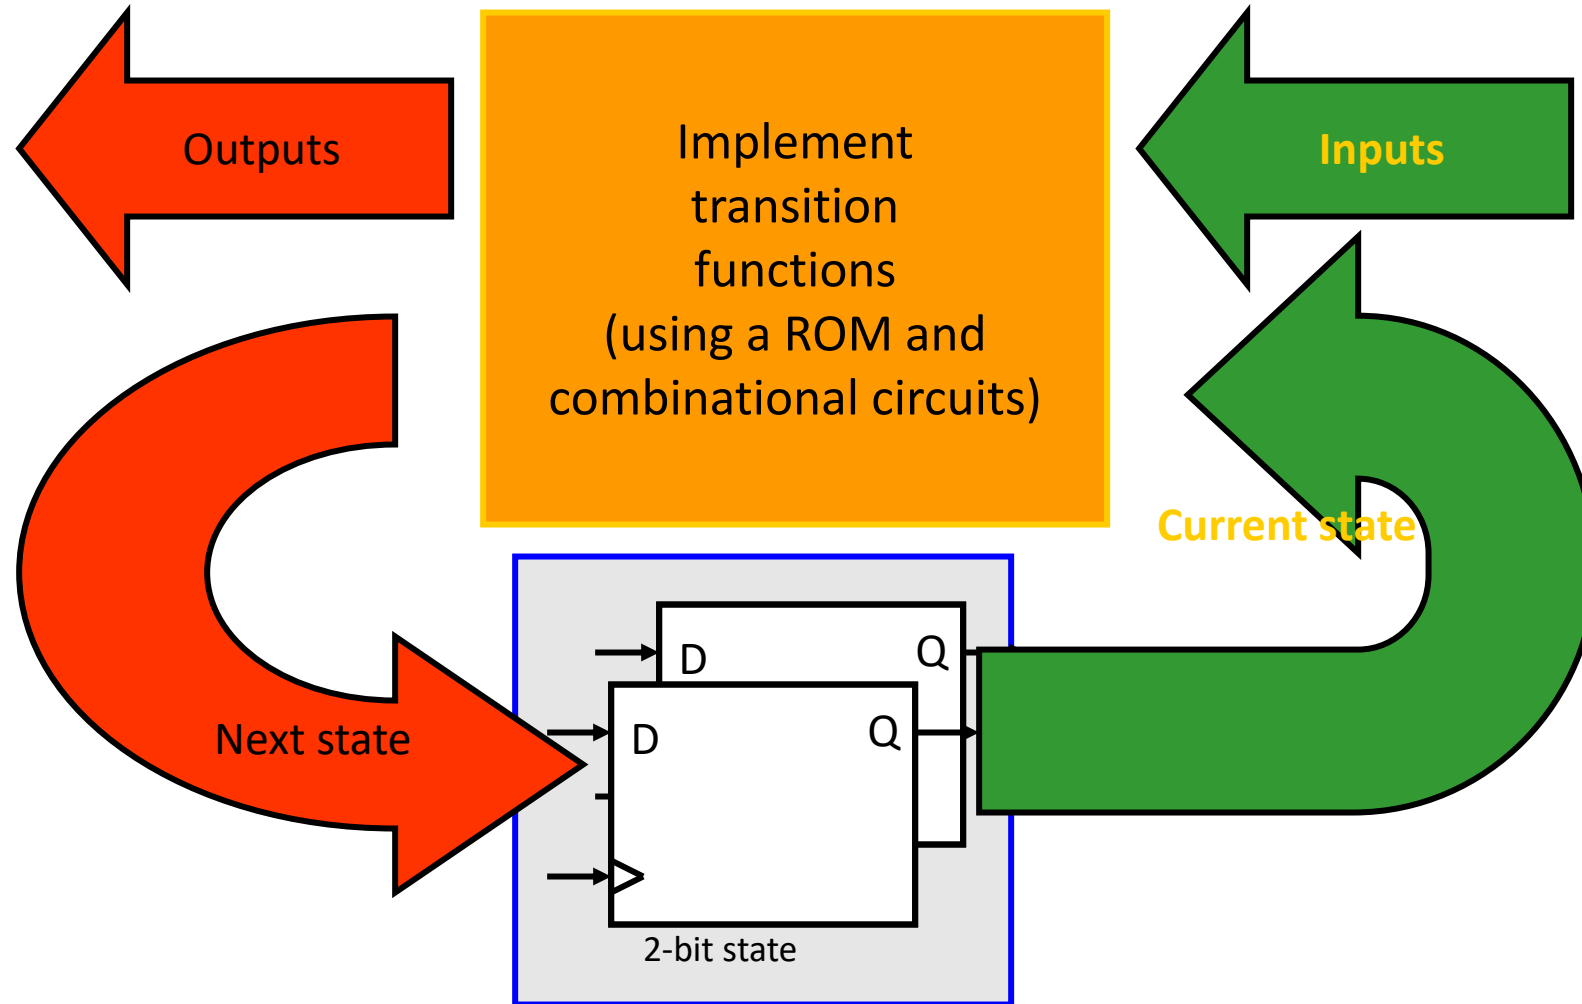 Outputs
Implement
transition
functions
(using a ROM and
combinational circuits)
Inputs
Current state
Next state
D
Q
D
Q
2-bit state